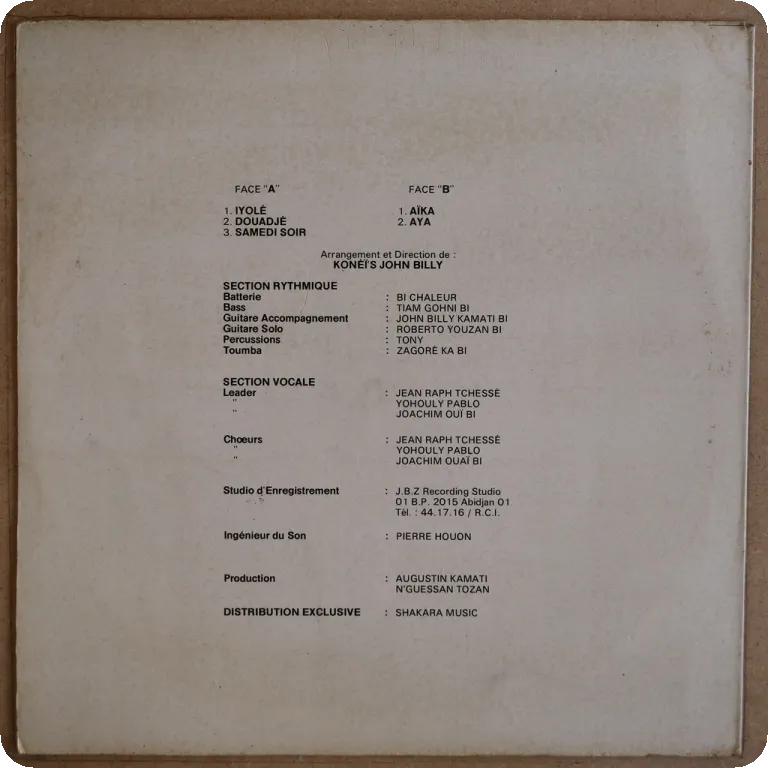 FACE "A" FACE "B"
1. IYOLÉ 1. AÏKA
2. DOUADJÉ 2. AYA
3. SAMEDI SOIR
Arrangement et Direction de :
KONÉÏ'S JOHN BILLY
SECTION RYTHMIQUE
Batterie : BI CHALEUR
Bass : TIAM GOHNI BI
Guitare Accompagnement : JOHN BILLY KAMATI BI
Guitare Solo : ROBERTO YOUZAN BI
Percussions : TONY
Toumba : ZAGORÉ KA BI
SECTION VOCALE
Leader : JEAN RAPH TCHESSÉ
" YOHOULY PABLO
" JOACHIM OUÏ BI
Chœurs : JEAN RAPH TCHESSÉ
" YOHOULY PABLO
" JOACHIM OUAÏ BI
Studio d'Enregistrement : J.B.Z Recording Studio
01 B.P. 2015 Abidjan 01
Tél. : 44.17.16 / R.C.I.
Ingénieur du Son : PIERRE HOUON
Production : AUGUSTIN KAMATI
N'GUESSAN TOZAN
DISTRIBUTION EXCLUSIVE : SHAKARA MUSIC